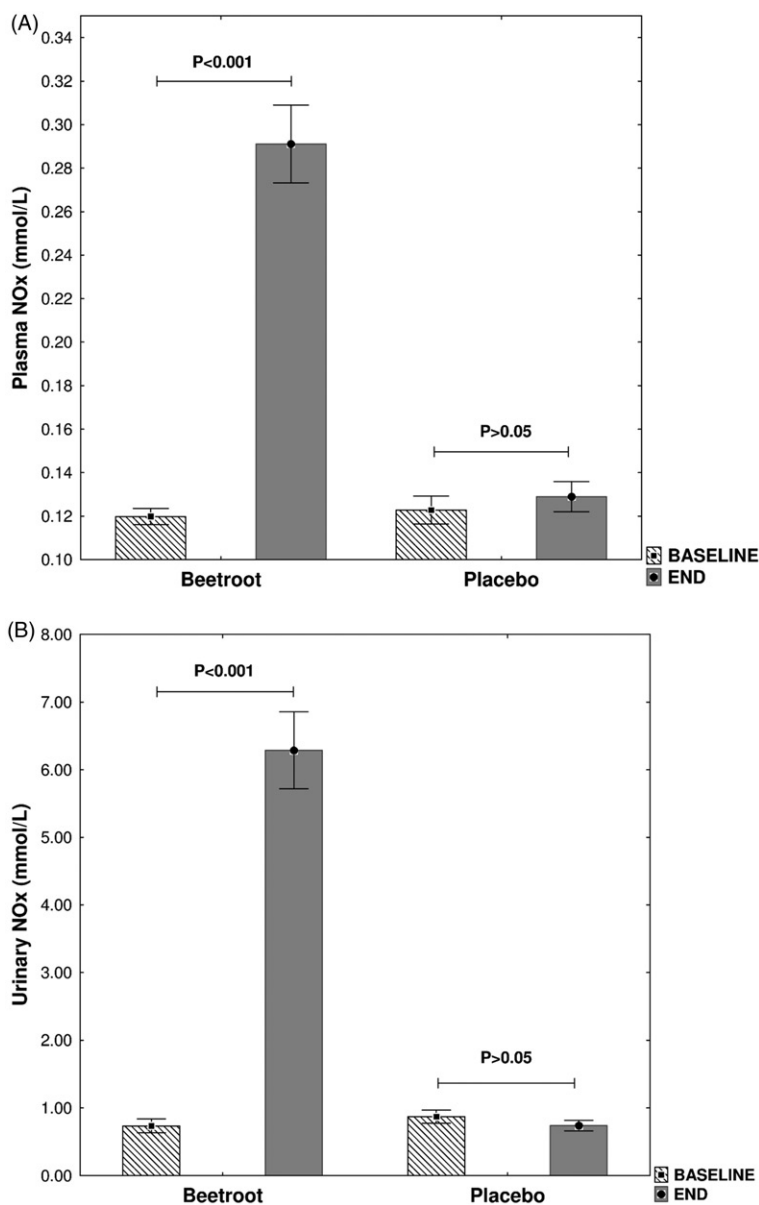 (A)
0.34
0.32
0.30
0.28
0.26
0.24
0.22
0.20
0.18
0.16
0.14
0.12
0.10
Plasma NOx (mmol/L)
P<0.001
P>0.05
Beetroot Placebo
BASELINE
END
(B)
8.00
7.00
6.00
5.00
4.00
3.00
2.00
1.00
0.00
Urinary NOx (mmol/L)
P<0.001
P>0.05
Beetroot Placebo
BASELINE
END